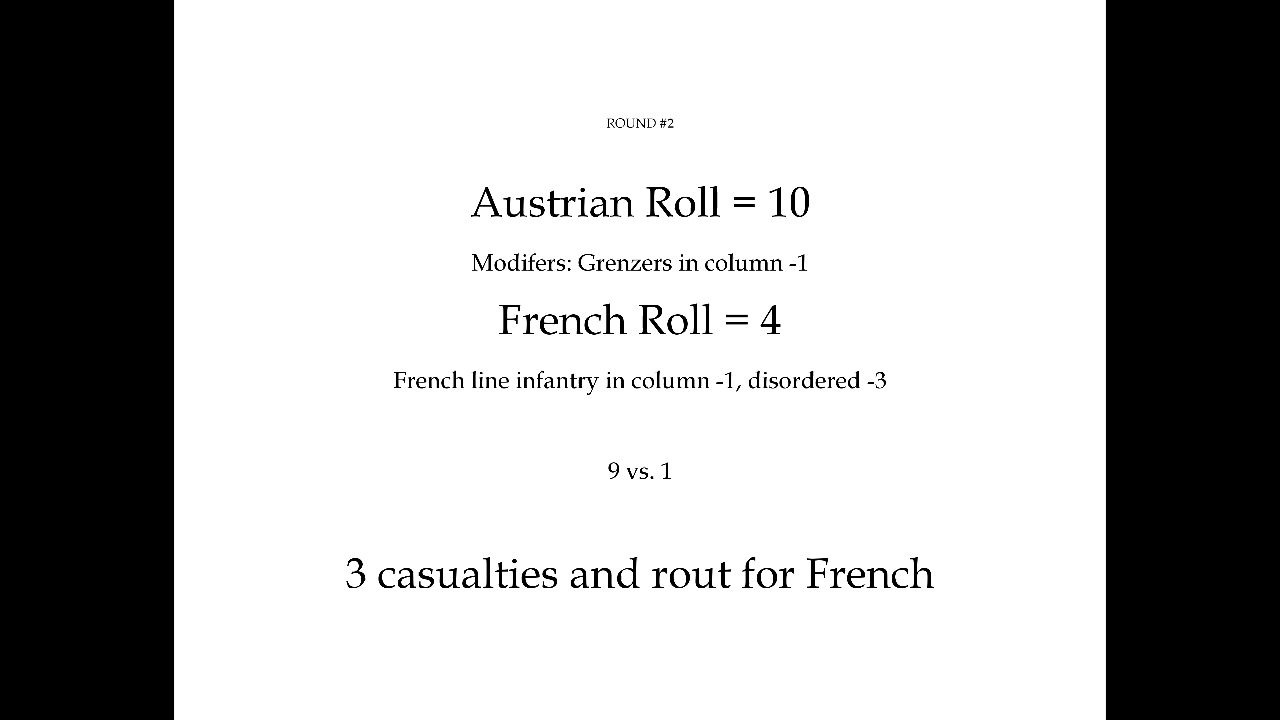 ROUND #2
Austrian Roll = 10
Modifers: Grenzers in column -1
French Roll = 4
French line infantry in column -1, disordered -3
9 vs. 1
3 casualties and rout for French